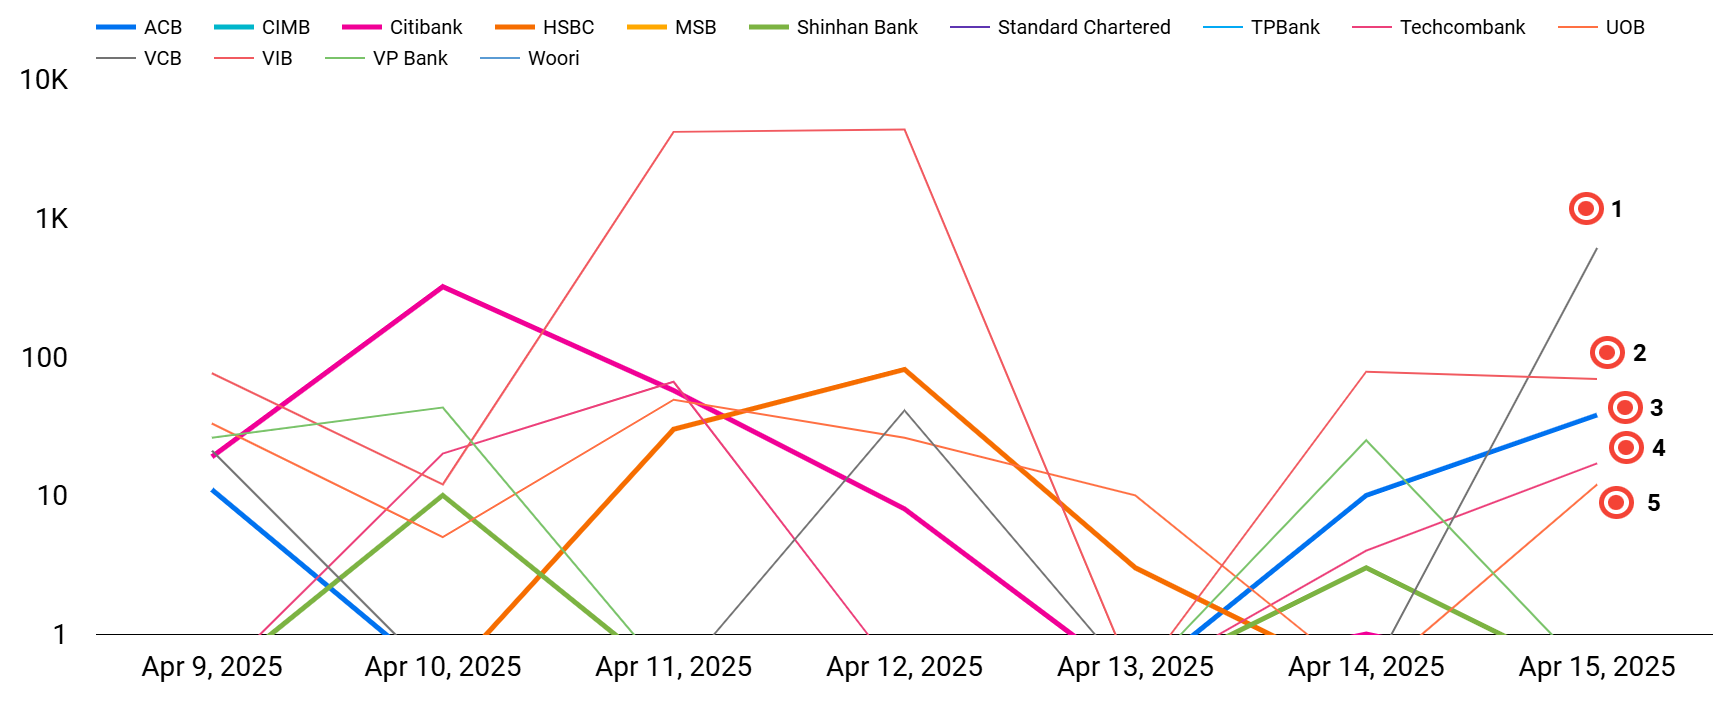 ACB CIMB Citibank HSBC MSB Shinhan Bank Standard Chartered TPBank Techcombank UOB
VCB VIB VP Bank Woori
10K
1K
100
10
1
1
2
3
4
5
Apr 9, 2025 Apr 10, 2025 Apr 11, 2025 Apr 12, 2025 Apr 13, 2025 Apr 14, 2025 Apr 15, 2025